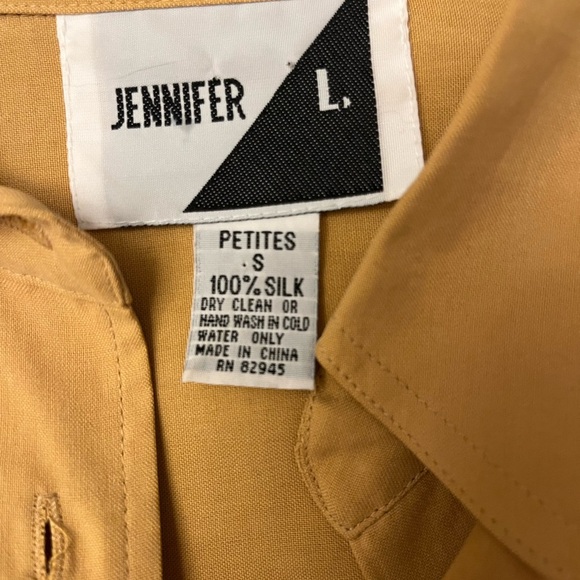 JENNIFER L.
PETITES
S
100% SILK
DRY CLEAN OR
HAND WASH IN COLD
WATER ONLY
MADE IN CHINA
RN 82945